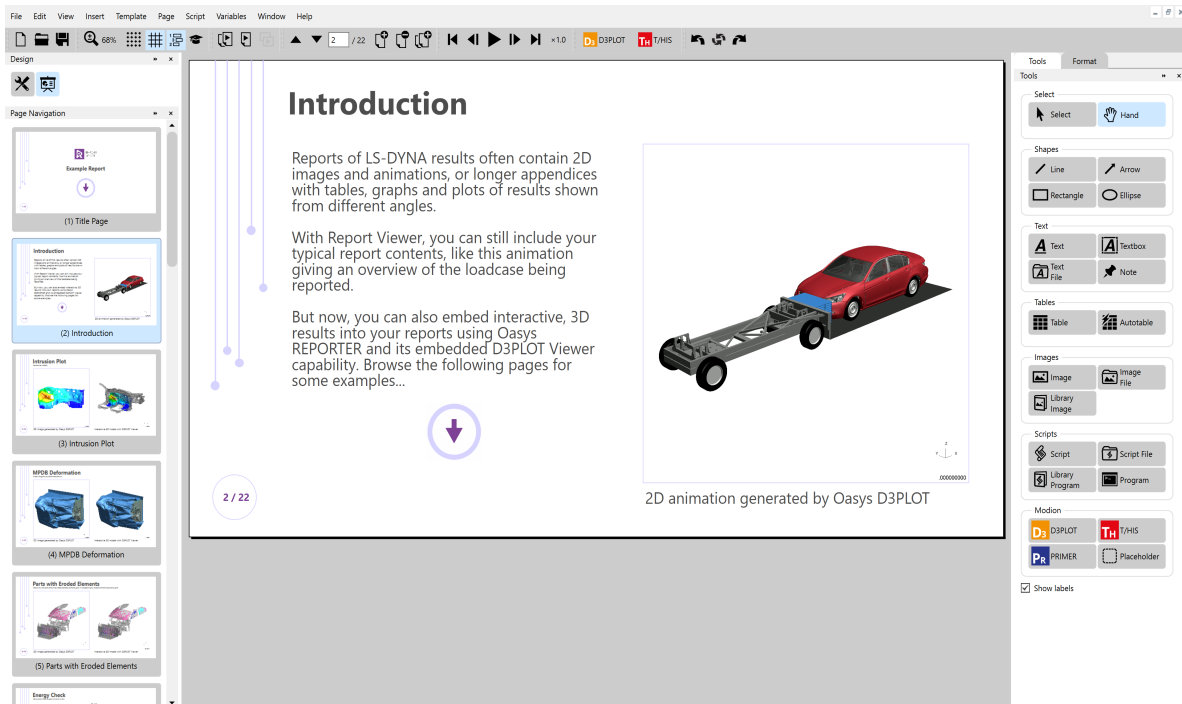 File Edit View Insert Template Page Script Variables Window Help
68% 2 / 22 ×1.0 D3 D3PLOT TH T/HIS
Design
Page Navigation
Example Report
(1) Title Page
Introduction
(2) Introduction
Intrusion Plot
(3) Intrusion Plot
MPDB Deformation
(4) MPDB Deformation
Parts with Eroded Elements
(5) Parts with Eroded Elements
Energy Check
Introduction
Reports of LS-DYNA results often contain 2D
images and animations, or longer appendices
with tables, graphs and plots of results shown
from different angles.
With Report Viewer, you can still include your
typical report contents, like this animation
giving an overview of the loadcase being
reported.
But now, you can also embed interactive, 3D
results into your reports using Oasys
REPORTER and its embedded D3PLOT Viewer
capability. Browse the following pages for
some examples...
2 / 22
Z
Y X
.000000000
2D animation generated by Oasys D3PLOT
Tools Format
Tools
Select
Select Hand
Shapes
Line Arrow
Rectangle Ellipse
Text
Text Textbox
Text
File
Note
Tables
Table Autotable
Images
Image
Image
File
Library
Image
Scripts
Script Script File
Library
Program
Program
Modion
D3 D3PLOT TH T/HIS
PR PRIMER Placeholder
Show labels